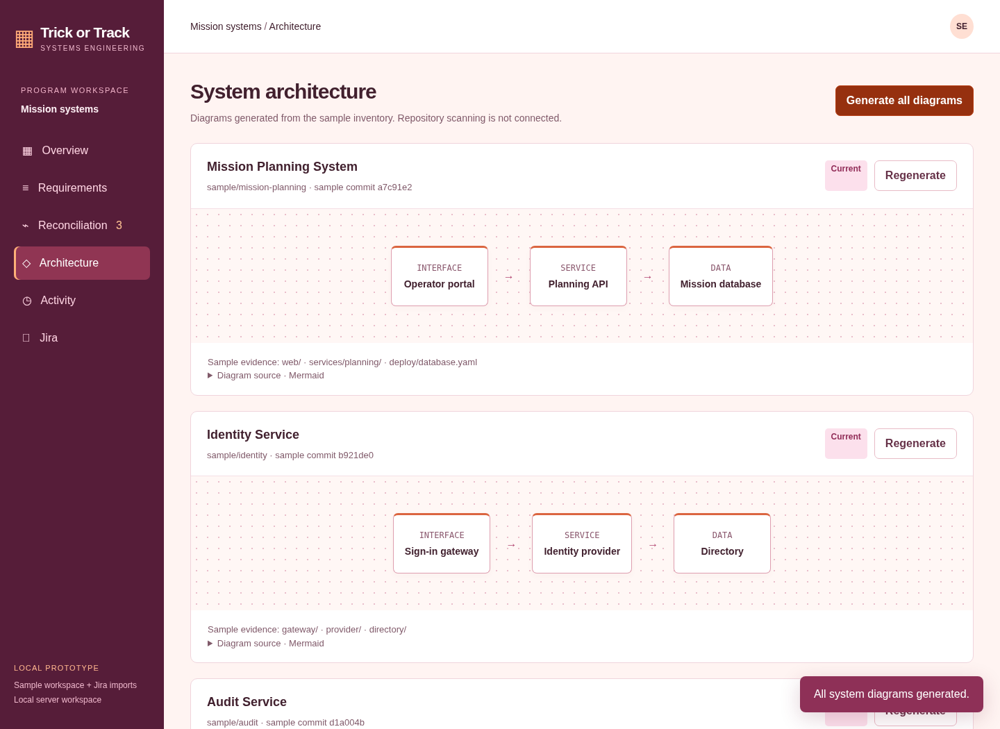 Trick or Track
SYSTEMS ENGINEERING
PROGRAM WORKSPACE
Mission systems
Overview
Requirements
Reconciliation 3
Architecture
Activity
Jira
LOCAL PROTOTYPE
Sample workspace + Jira imports
Local server workspace
Mission systems / Architecture
SE
System architecture
Diagrams generated from the sample inventory. Repository scanning is not connected.
Generate all diagrams
Mission Planning System
sample/mission-planning · sample commit a7c91e2
Current
Regenerate
INTERFACE
Operator portal
→
SERVICE
Planning API
→
DATA
Mission database
Sample evidence: web/ · services/planning/ · deploy/database.yaml
Diagram source · Mermaid
Identity Service
sample/identity · sample commit b921de0
Current
Regenerate
INTERFACE
Sign-in gateway
→
SERVICE
Identity provider
→
DATA
Directory
Sample evidence: gateway/ · provider/ · directory/
Diagram source · Mermaid
Audit Service
sample/audit · sample commit d1a004b
Regenerate
All system diagrams generated.